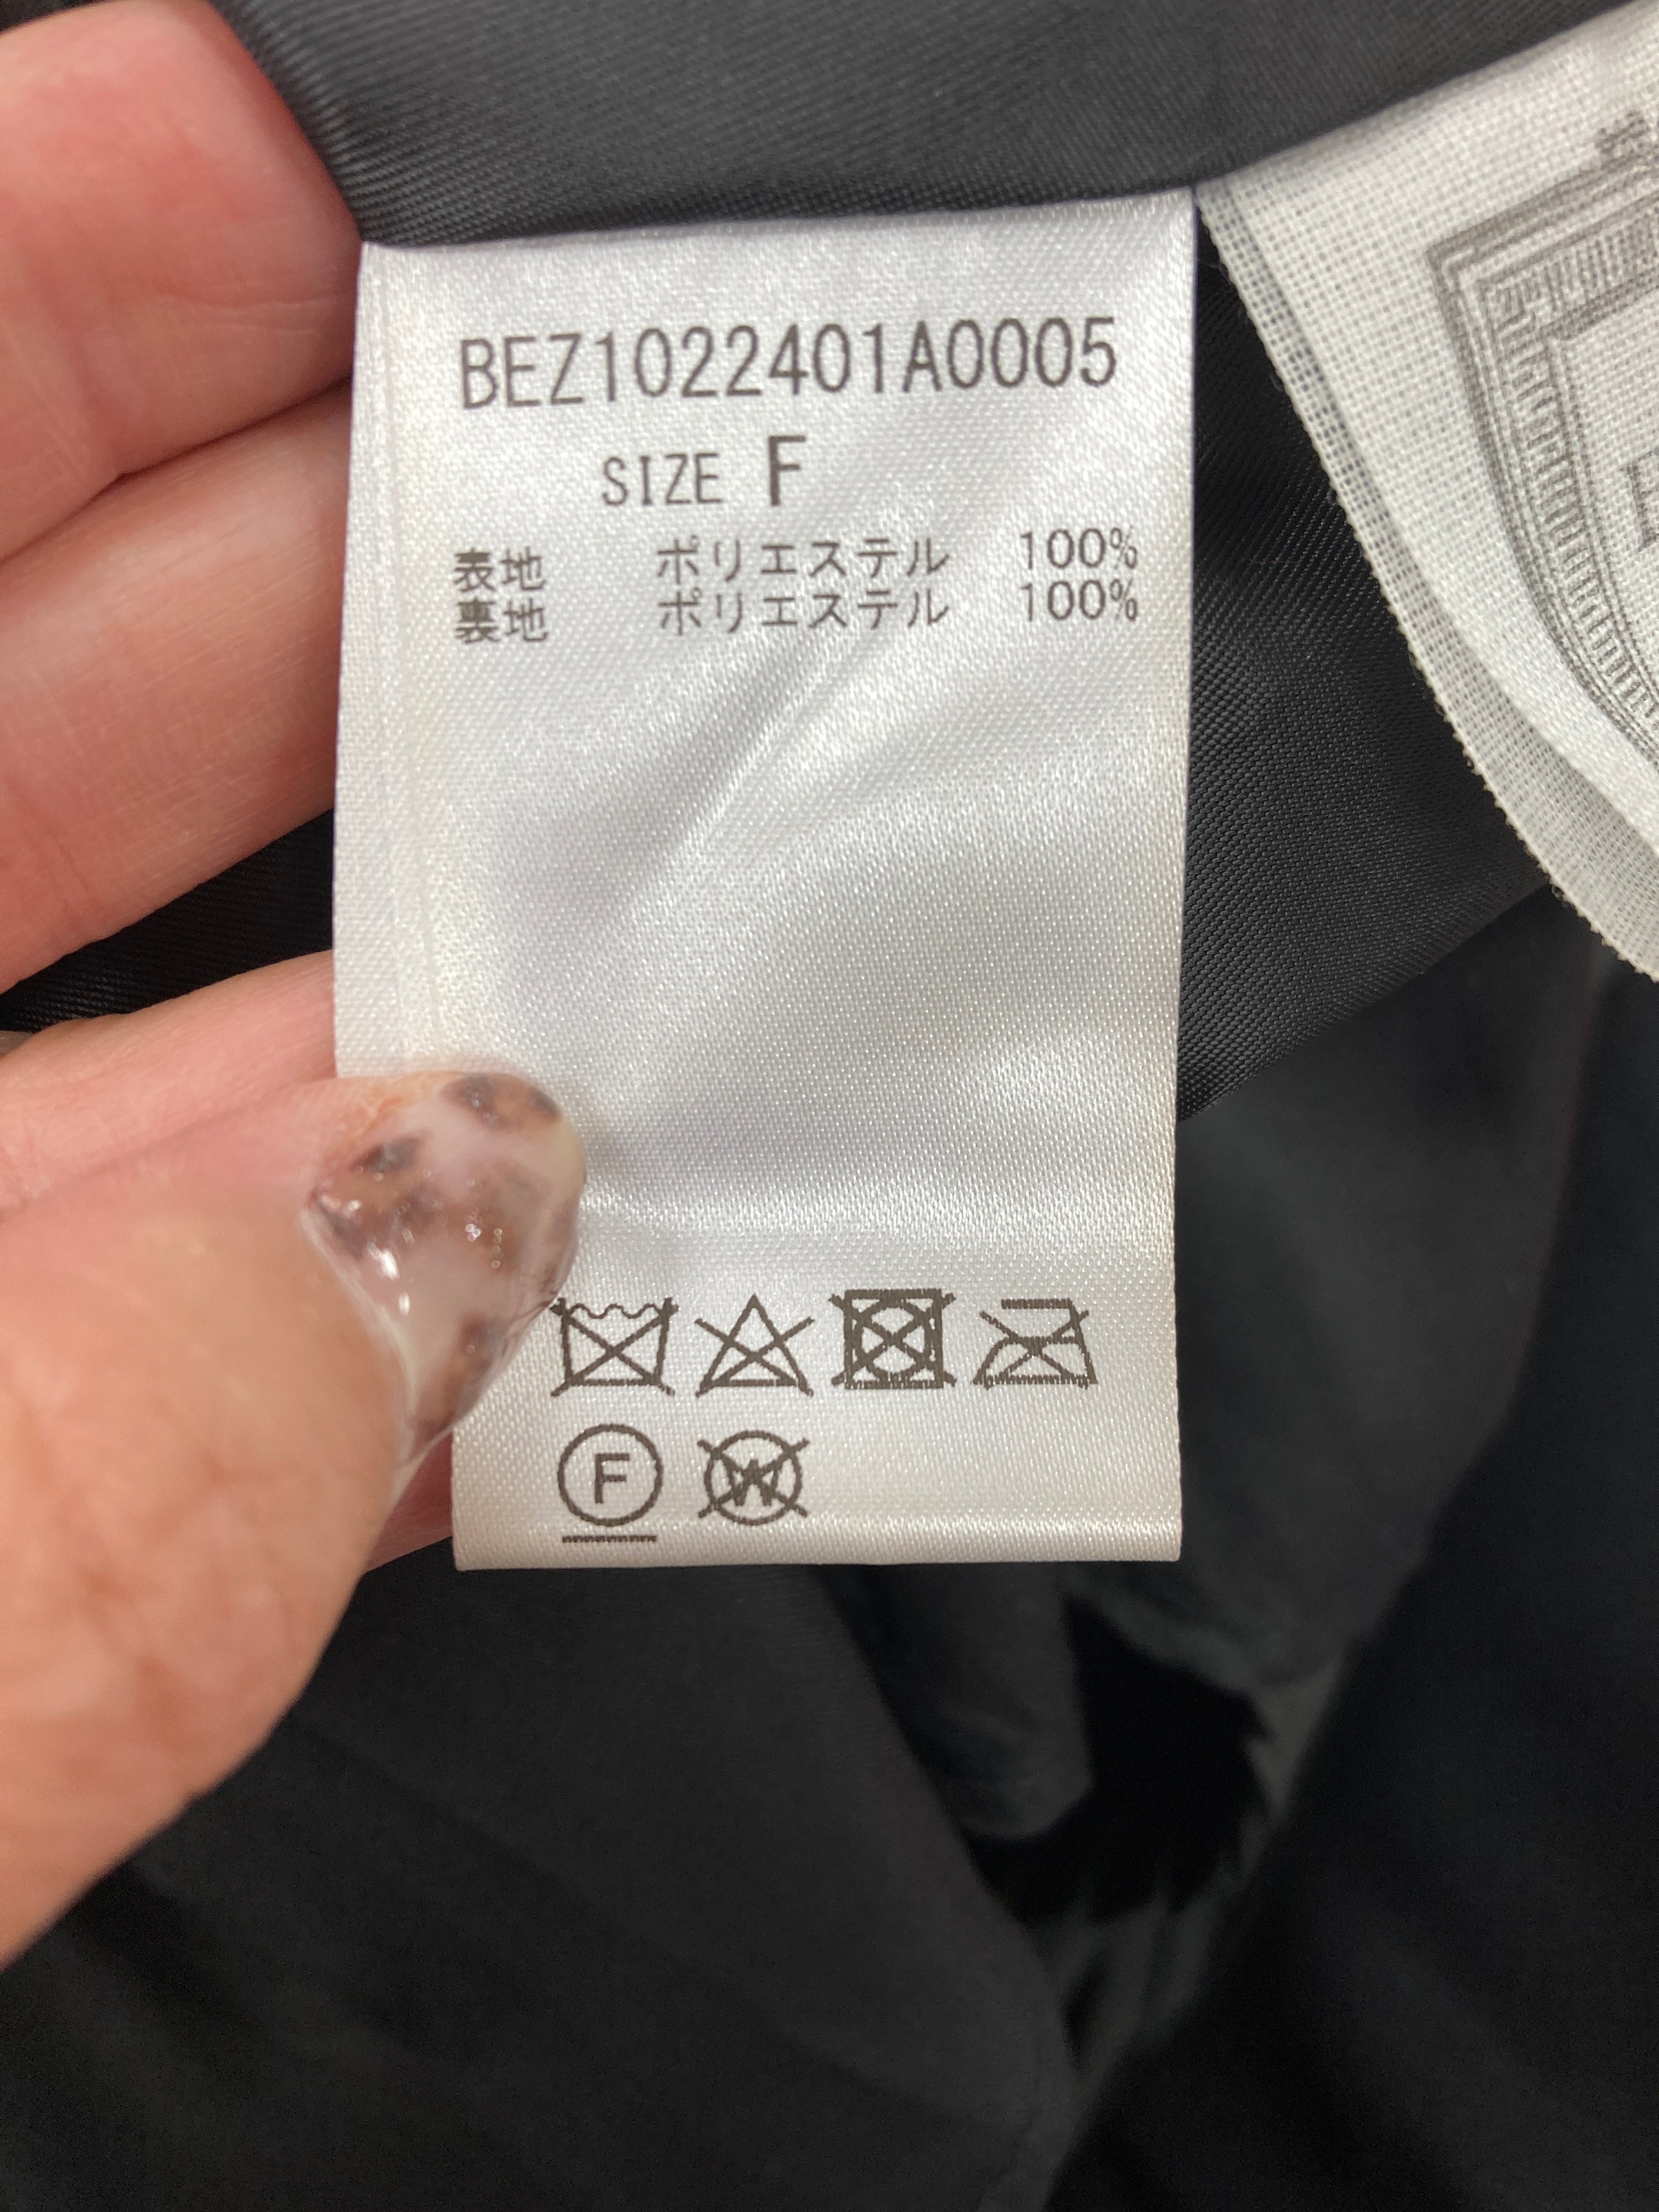 BEZ1022401A0005
SIZE F
表地 ポリエステル 100%
裏地 ポリエステル 100%
F W